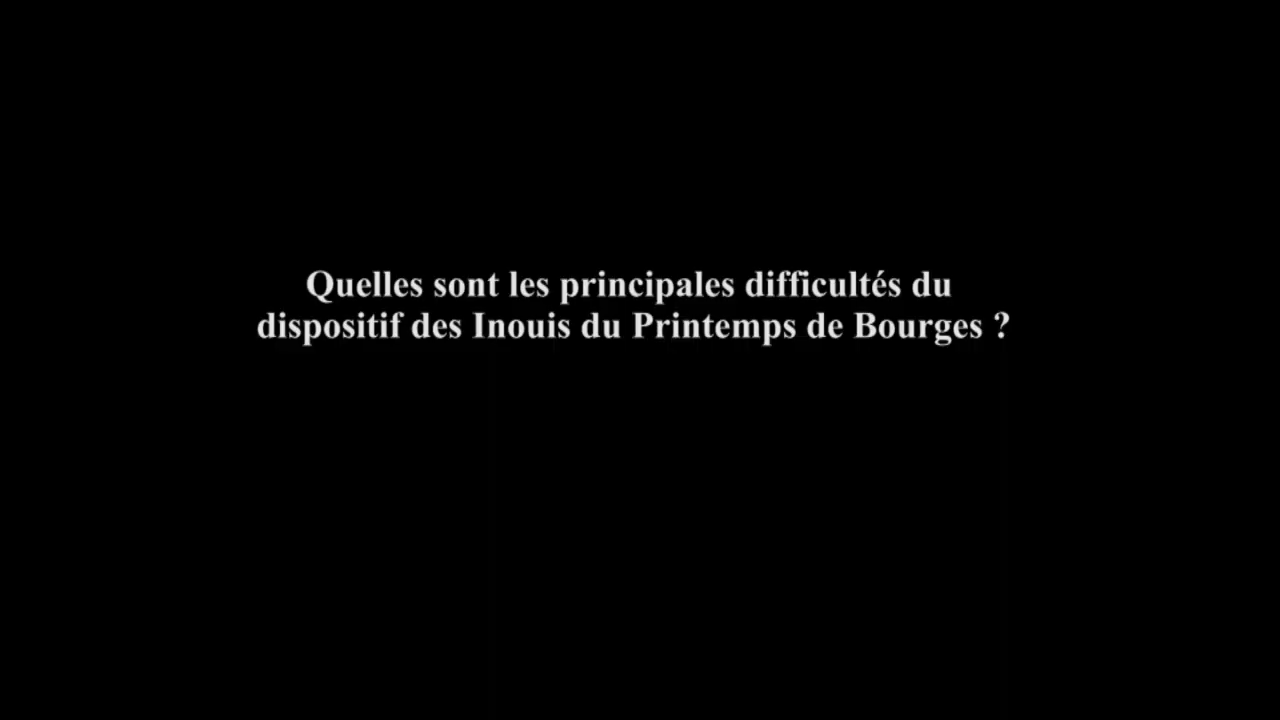 Quelles sont les principales difficultés du
dispositif des Inouis du Printemps de Bourges ?